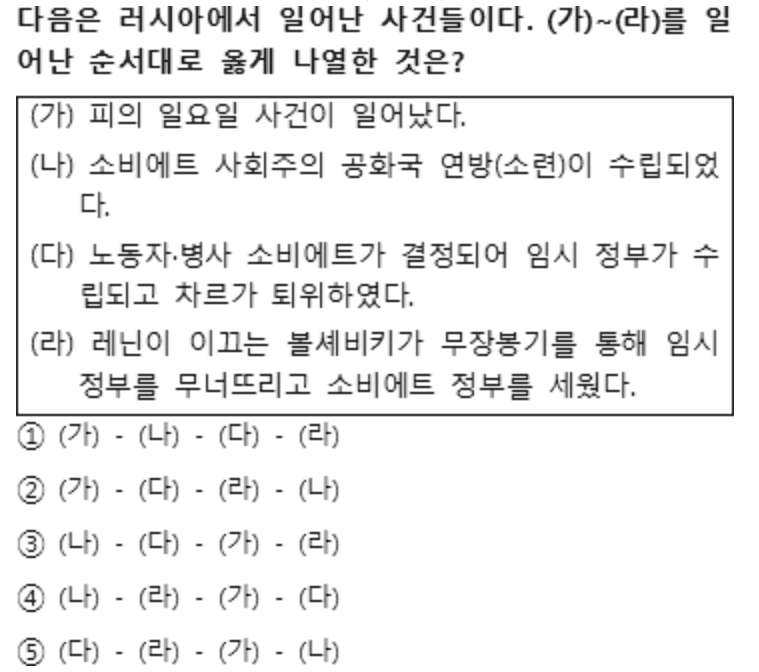 다음은 러시아에서 일어난 사건들이다. (가)~(라)를 일
어난 순서대로 옳게 나열한 것은?
(가) 피의 일요일 사건이 일어났다.
(나) 소비에트 사회주의 공화국 연방(소련)이 수립되었
다.
(다) 노동자·병사 소비에트가 결정되어 임시 정부가 수
립되고 차르가 퇴위하였다.
(라) 레닌이 이끄는 볼셰비키가 무장봉기를 통해 임시
정부를 무너뜨리고 소비에트 정부를 세웠다.
① (가) - (나) - (다) - (라)
② (가) - (다) - (라) - (나)
③ (나) - (다) - (가) - (라)
④ (나) - (라) - (가) - (다)
⑤ (다) - (라) - (가) - (나)